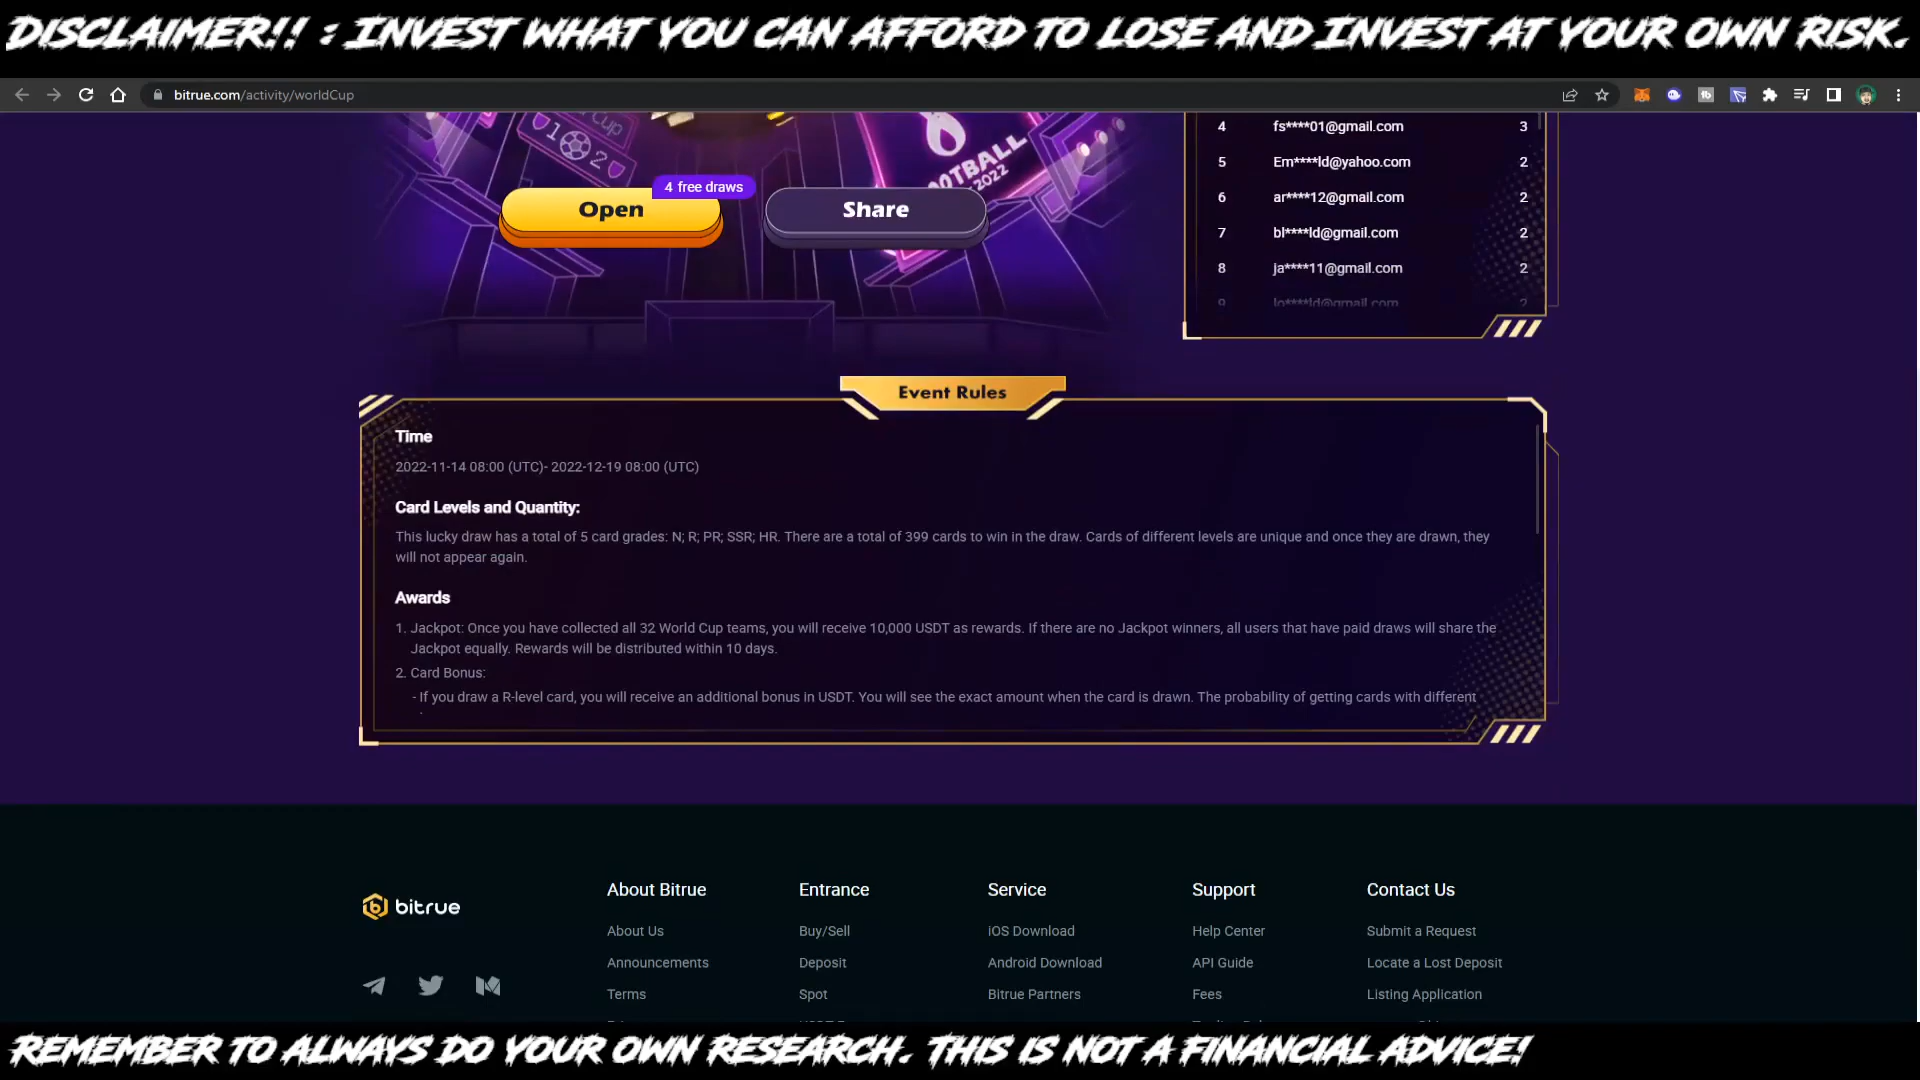 DISCLAIMER!! : INVEST WHAT YOU CAN AFFORD TO LOSE AND INVEST AT YOUR OWN RISK.
bitrue.com/activity/worldCup
Cup
1 2
FOOTBALL
2022
4 free draws
Open
Share
4 fs****01@gmail.com 3
5 Em****ld@yahoo.com 2
6 ar****12@gmail.com 2
7 bl****ld@gmail.com 2
8 ja****11@gmail.com 2
9 lo****ld@gmail.com 2
Event Rules
Time
2022-11-14 08:00 (UTC)- 2022-12-19 08:00 (UTC)
Card Levels and Quantity:
This lucky draw has a total of 5 card grades: N; R; PR; SSR; HR. There are a total of 399 cards to win in the draw. Cards of different levels are unique and once they are drawn, they
will not appear again.
Awards
1. Jackpot: Once you have collected all 32 World Cup teams, you will receive 10,000 USDT as rewards. If there are no Jackpot winners, all users that have paid draws will share the
Jackpot equally. Rewards will be distributed within 10 days.
2. Card Bonus:
- If you draw a R-level card, you will receive an additional bonus in USDT. You will see the exact amount when the card is drawn. The probability of getting cards with different
bitrue
About Bitrue
About Us
Announcements
Terms
Entrance
Buy/Sell
Deposit
Spot
Service
iOS Download
Android Download
Bitrue Partners
Support
Help Center
API Guide
Fees
Contact Us
Submit a Request
Locate a Lost Deposit
Listing Application
REMEMBER TO ALWAYS DO YOUR OWN RESEARCH. THIS IS NOT A FINANCIAL ADVICE!